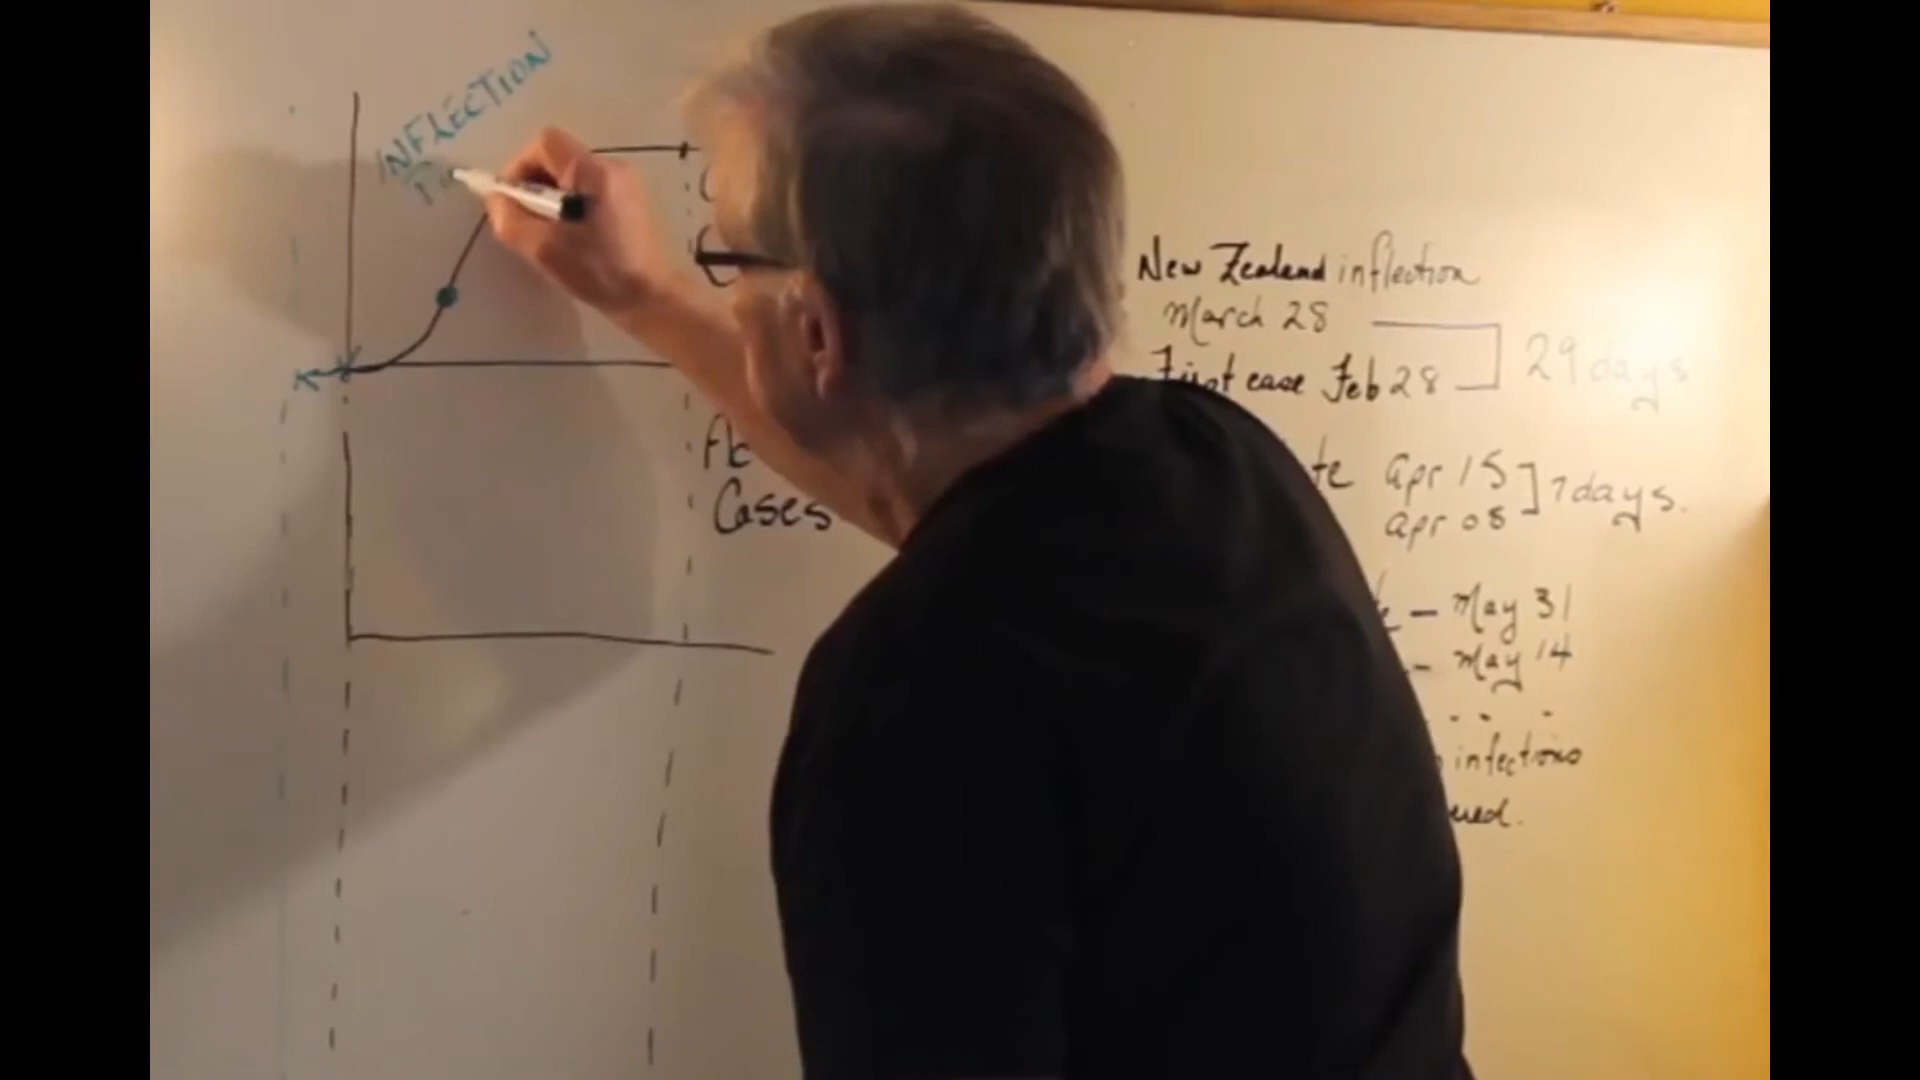 INFLECTION
Cases
New Zealand inflection
March 28
First case Feb 28
29 days
Apr 15
Apr 08
7 days.
– May 31
– May 14
infections